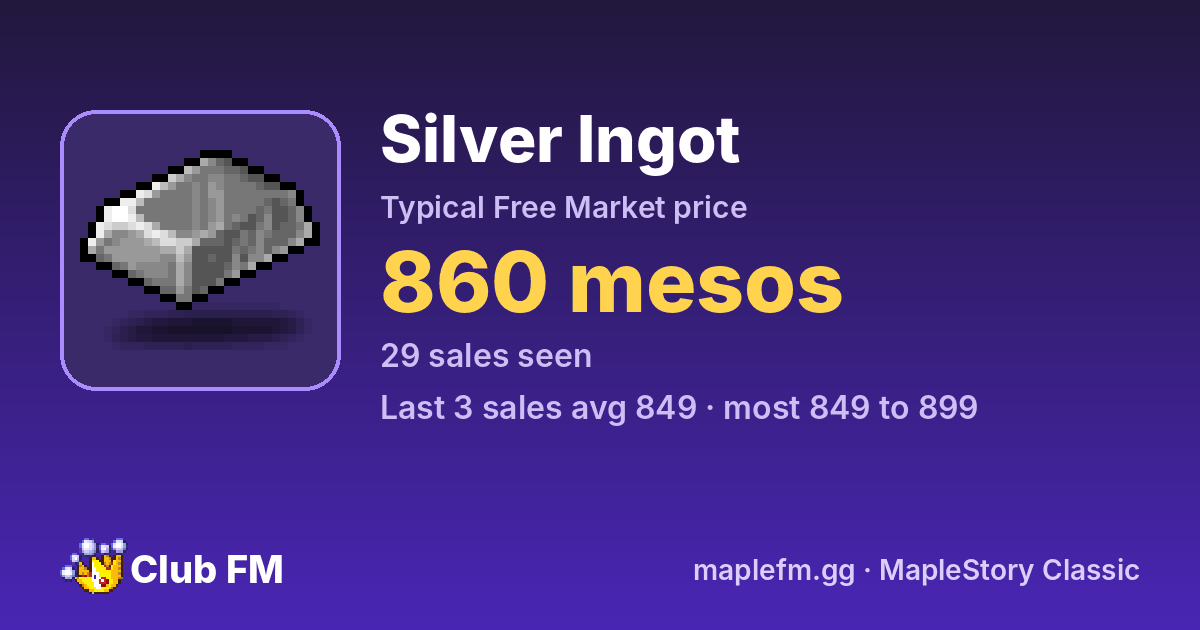 Silver Ingot
Typical Free Market price
860 mesos
29 sales seen
Last 3 sales avg 849 · most 849 to 899
Club FM
maplefm.gg · MapleStory Classic